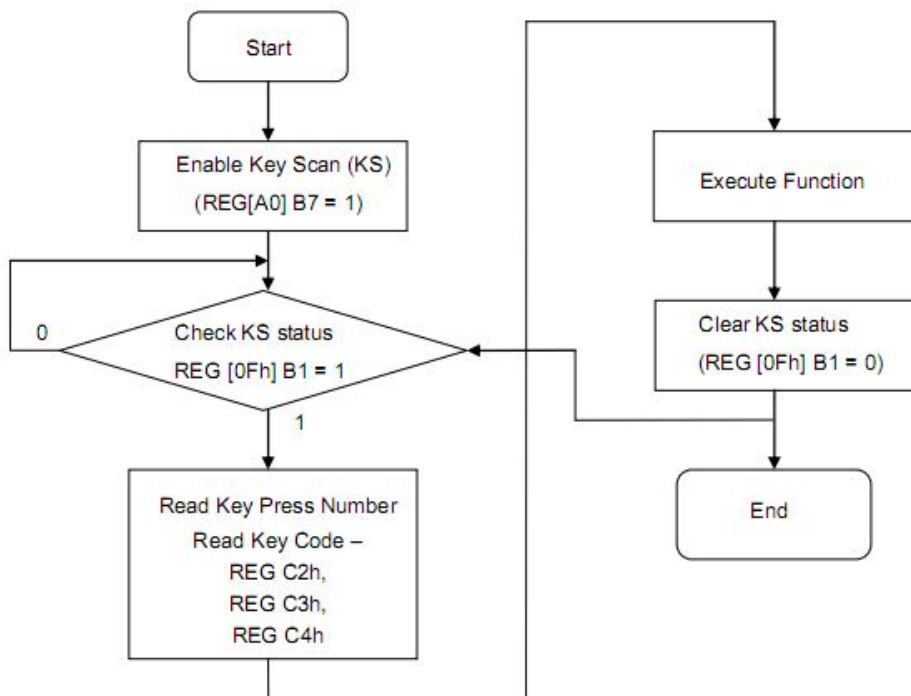 Start
Enable Key Scan (KS)
(REG[A0] B7 = 1)
0
Check KS status
REG [0Fh] B1 = 1
1
Read Key Press Number
Read Key Code –
REG C2h,
REG C3h,
REG C4h
Execute Function
Clear KS status
(REG [0Fh] B1 = 0)
End